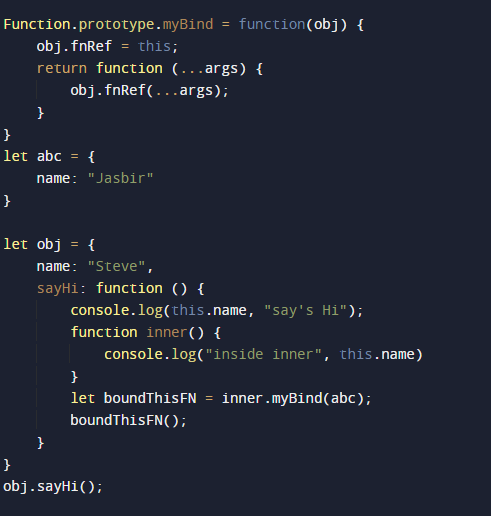 Function.prototype.myBind = function(obj) {
    obj.fnRef = this;
    return function (...args) {
        obj.fnRef(...args);
    }
}
let abc = {
    name: "Jasbir"
}

let obj = {
    name: "Steve",
    sayHi: function () {
        console.log(this.name, "say's Hi");
        function inner() {
            console.log("inside inner", this.name)
        }
        let boundThisFN = inner.myBind(abc);
        boundThisFN();
    }
}
obj.sayHi();